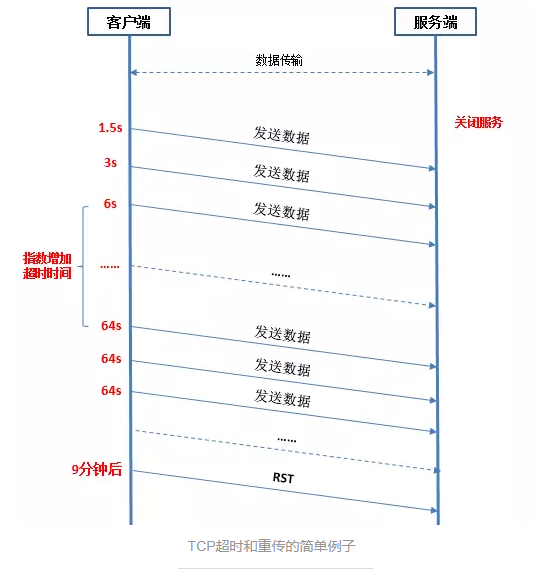 客户端
服务端
数据传输
关闭服务
1.5s
发送数据
3s
发送数据
6s
发送数据
指数增加
超时时间
......
......
64s
发送数据
64s
发送数据
64s
发送数据
......
9分钟后
RST
TCP超时和重传的简单例子